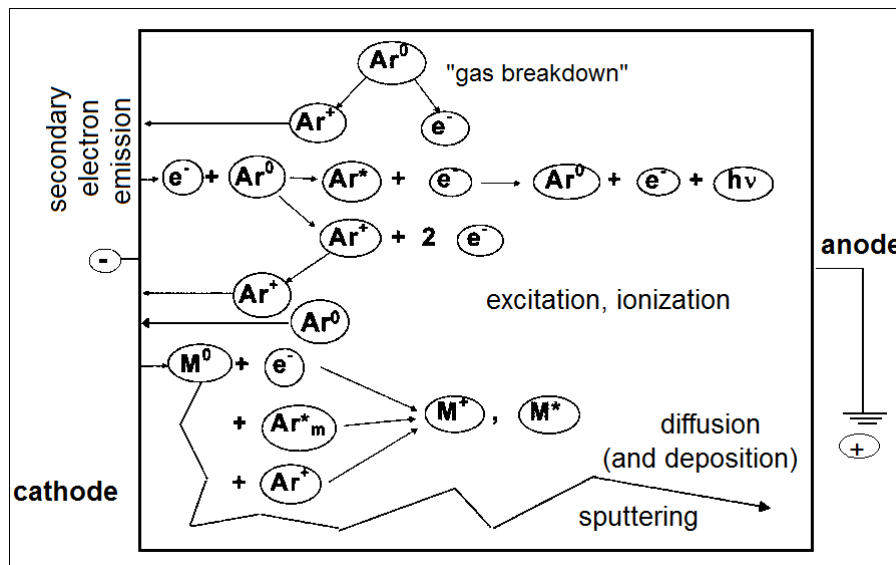 Ar⁰
"gas breakdown"
Ar⁺ e⁻
secondary
electron
emission
e⁻ + Ar⁰ Ar* + e⁻ Ar⁰ + e⁻ + hν
Ar⁺ + 2 e⁻
-
anode
Ar⁺
excitation, ionization
Ar⁰
M⁰ + e⁻
+ Ar*ₘ
M⁺ , M*
diffusion
(and deposition)
+
+ Ar⁺
cathode
sputtering